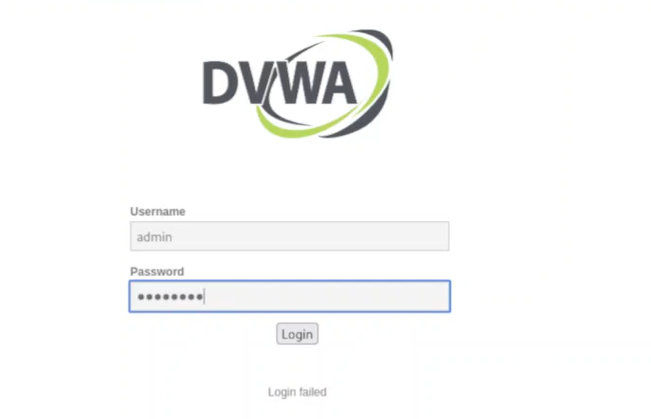 DVWA
Username
admin
Password
••••••••
Login
Login failed